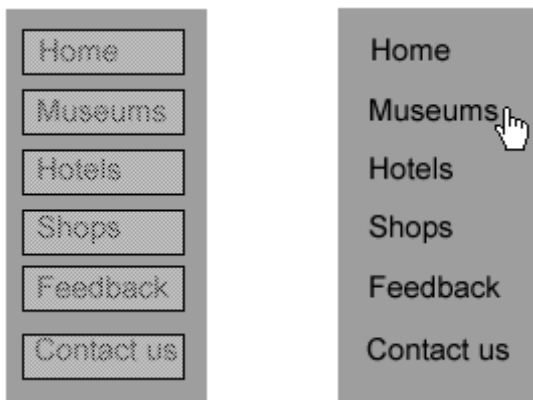 Home
Museums
Hotels
Shops
Feedback
Contact us
Home
Museums
Hotels
Shops
Feedback
Contact us